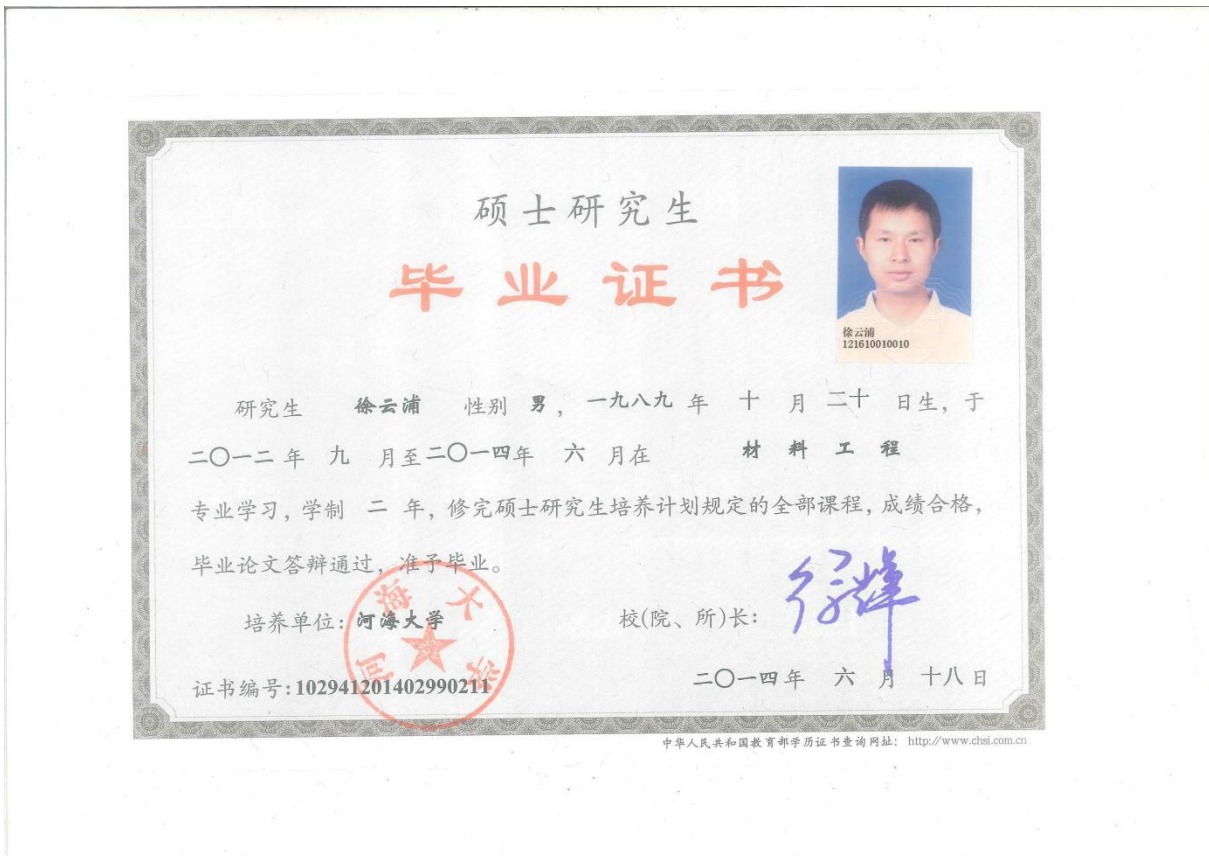 硕士研究生
毕业证书
徐云浦
121610010010
研究生 徐云浦 性别 男，一九八九 年 十 月 二十 日生，于
二〇一二 年 九 月至 二〇一四年 六 月在 材料工程
专业学习，学制 二 年，修完硕士研究生培养计划规定的全部课程，成绩合格，
毕业论文答辩通过，准予毕业。
培养单位：河海大学
校(院、所)长：
河海大学
证书编号：102941201402990211
二〇一四年 六 月 十八 日
中华人民共和国教育部学历证书查询网址：http://www.chsi.com.cn